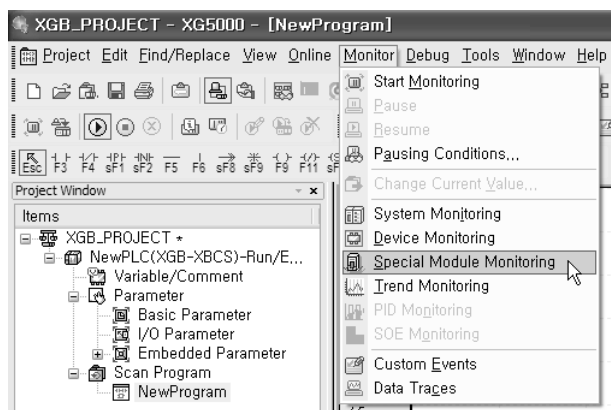 XGB_PROJECT - XG5000 - [NewProgram]
Project Edit Find/Replace View Online Monitor Debug Tools Window Help
Start Monitoring
Pause
Resume
Pausing Conditions...
Change Current Value...
System Monitoring
Device Monitoring
Special Module Monitoring
Trend Monitoring
PID Monitoring
SOE Monitoring
Custom Events
Data Traces
Esc F3 F4 sF1 sF2 F5 F6 sF8 sF9 F9 F11
Project Window
Items
XGB_PROJECT *
NewPLC(XGB-XBCS)-Run/E...
Variable/Comment
Parameter
Basic Parameter
I/O Parameter
Embedded Parameter
Scan Program
NewProgram